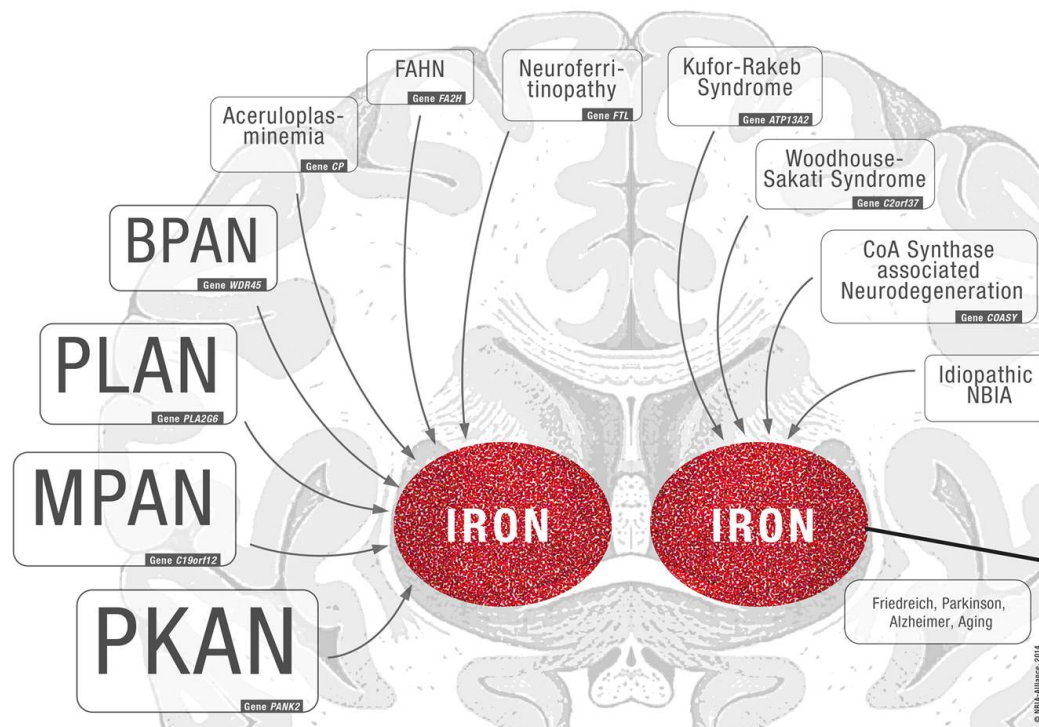 FAHN
Gene FA2H
Neuroferri-
tinopathy
Gene FTL
Kufor-Rakeb
Syndrome
Gene ATP13A2
Aceruloplas-
minemia
Gene CP
Woodhouse-
Sakati Syndrome
Gene C2orf37
BPAN
Gene WDR45
CoA Synthase
associated
Neurodegeneration
Gene COASY
PLAN
Gene PLA2G6
Idiopathic
NBIA
MPAN
Gene C19orf12
IRON
IRON
PKAN
Gene PANK2
Friedreich, Parkinson,
Alzheimer, Aging
© NBIA-Alliance, 2014